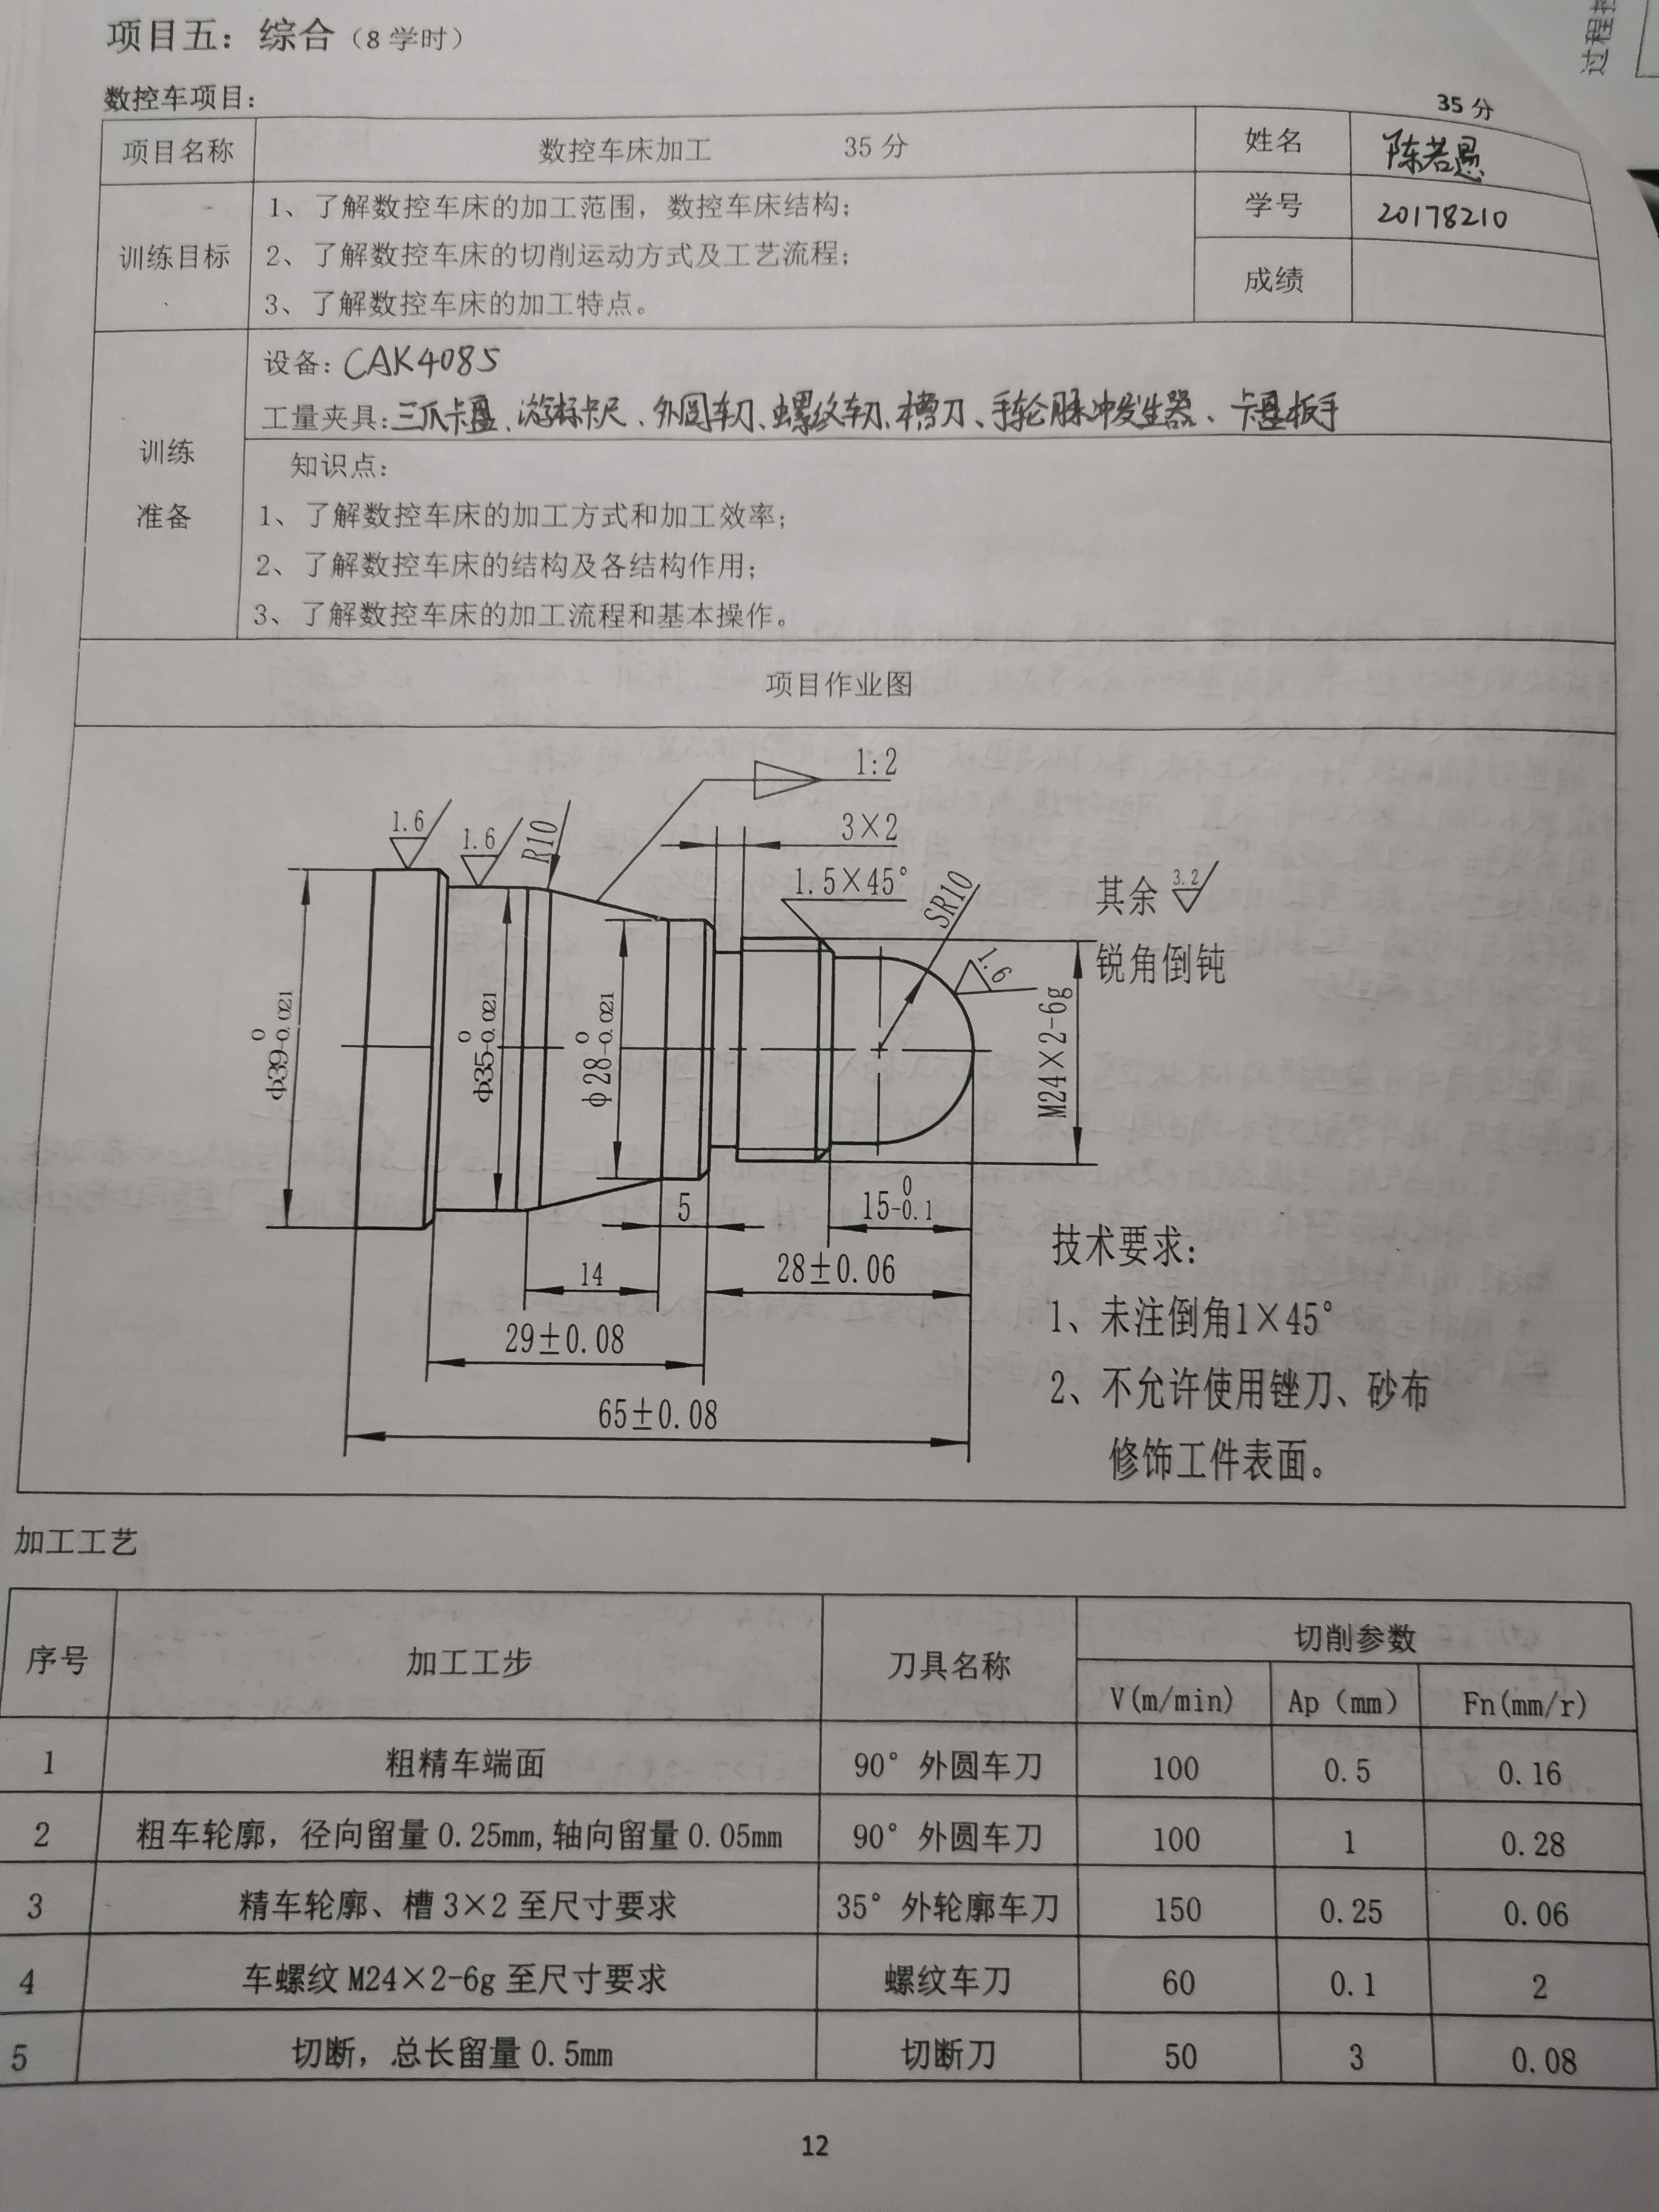 项目五：综合（8 学时）
过程
数控车项目：
35 分
项目名称 数控车床加工 35 分 姓名 陈若愚
训练目标
1、了解数控车床的加工范围，数控车床结构；
2、了解数控车床的切削运动方式及工艺流程；
3、了解数控车床的加工特点。
学号 20178210
成绩
训练
准备
设备：CAK4085
工量夹具：三爪卡盘、游标卡尺、外圆车刀、螺纹车刀、槽刀、手轮脉冲发生器、卡盘扳手
知识点：
1、了解数控车床的加工方式和加工效率；
2、了解数控车床的结构及各结构作用；
3、了解数控车床的加工流程和基本操作。
项目作业图
1:2
1.6
1.6
R10
3×2
1.5×45°
SR10
1.6
其余 3.2
锐角倒钝
ф39 0 -0.021
ф35 0 -0.021
ф28 0 -0.021
M24×2-6g
5
15 0 -0.1
14
28±0.06
29±0.08
65±0.08
技术要求：
1、未注倒角1×45°
2、不允许使用锉刀、砂布
修饰工件表面。
加工工艺
序号 加工工步 刀具名称 切削参数
V(m/min) Ap（mm） Fn(mm/r)
1 粗精车端面 90° 外圆车刀 100 0.5 0.16
2 粗车轮廓，径向留量 0.25mm,轴向留量 0.05mm 90° 外圆车刀 100 1 0.28
3 精车轮廓、槽 3×2 至尺寸要求 35° 外轮廓车刀 150 0.25 0.06
4 车螺纹 M24×2-6g 至尺寸要求 螺纹车刀 60 0.1 2
5 切断，总长留量 0.5mm 切断刀 50 3 0.08
12